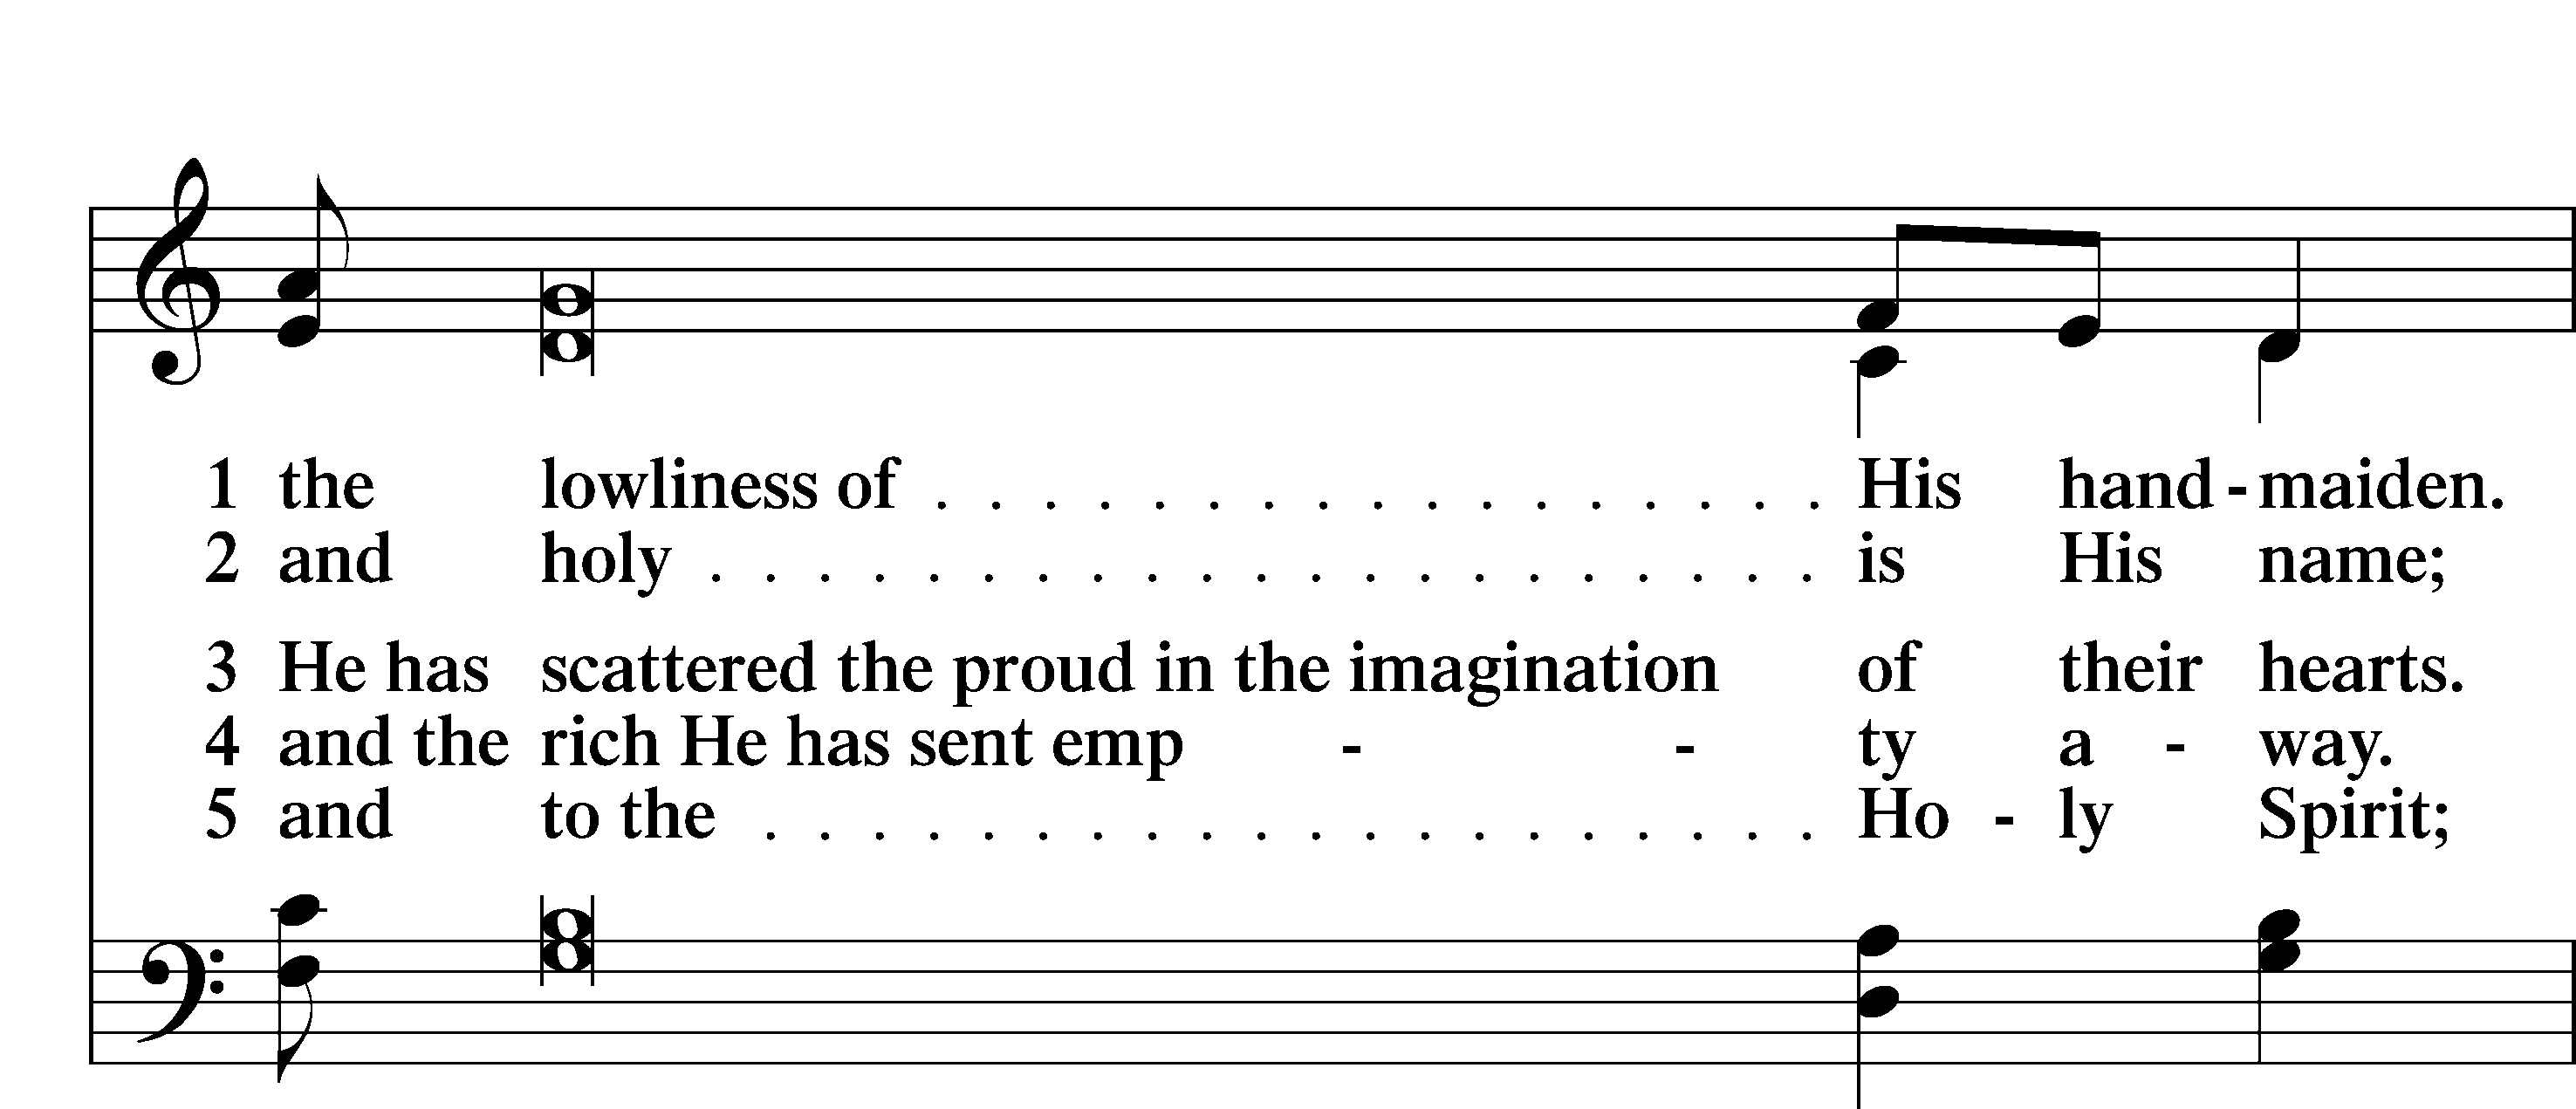 1 the lowliness of . . . . . . . . . . . . . . . . . His hand - maiden.
2 and holy . . . . . . . . . . . . . . . . . . . . . is His name;
3 He has scattered the proud in the imagination of their hearts.
4 and the rich He has sent emp - - ty a - way.
5 and to the . . . . . . . . . . . . . . . . . . . . Ho - ly Spirit;